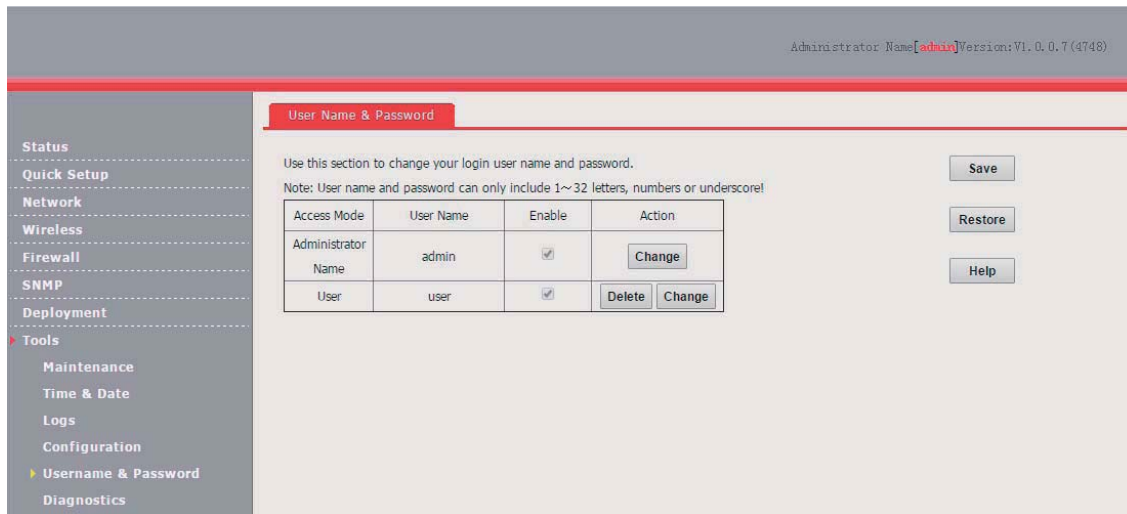 Administrator Name[admin]Version:V1.0.0.7(4748)
User Name & Password
Status
Quick Setup
Network
Wireless
Firewall
SNMP
Deployment
Tools
Maintenance
Time & Date
Logs
Configuration
Username & Password
Diagnostics
Use this section to change your login user name and password.
Note: User name and password can only include 1~32 letters, numbers or underscore!
Access Mode User Name Enable Action
Administrator
Name admin Change
User user Delete Change
Save
Restore
Help